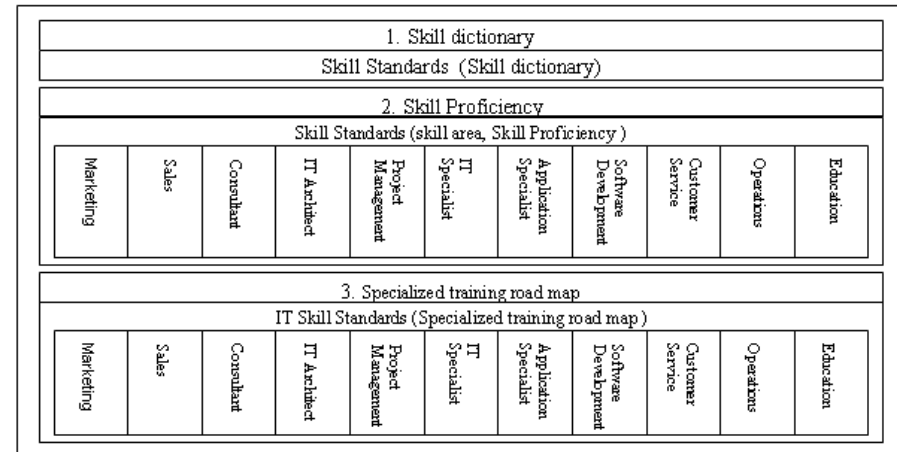 1. Skill dictionary
Skill Standards (Skill dictionary)
2. Skill Proficiency
Skill Standards (skill area, Skill Proficiency )
Marketing
Sales
Consultant
IT Architect
Project
Management
IT
Specialist
Application
Specialist
Software
Development
Customer
Service
Operations
Education
3. Specialized training road map
IT Skill Standards (Specialized training road map )
Marketing
Sales
Consultant
IT Architect
Project
Management
IT
Specialist
Application
Specialist
Software
Development
Customer
Service
Operations
Education